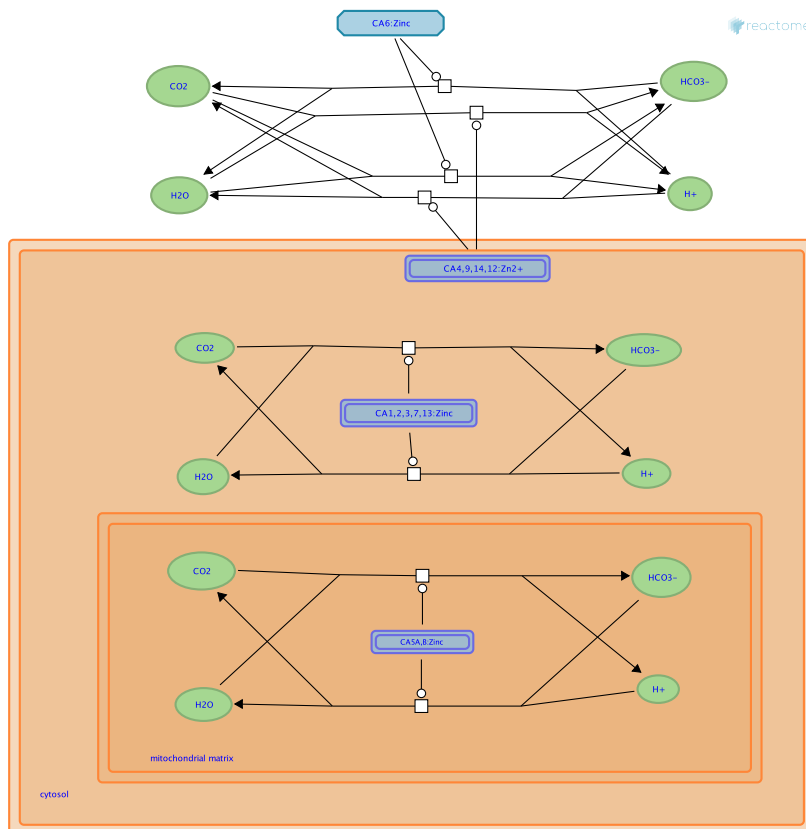 CA6:Zinc
reactome
CO2
HCO3-
H2O
H+
CA4,9,14,12:Zn2+
CO2
HCO3-
CA1,2,3,7,13:Zinc
H2O
H+
CO2
HCO3-
CA5A,B:Zinc
H2O
H+
mitochondrial matrix
cytosol